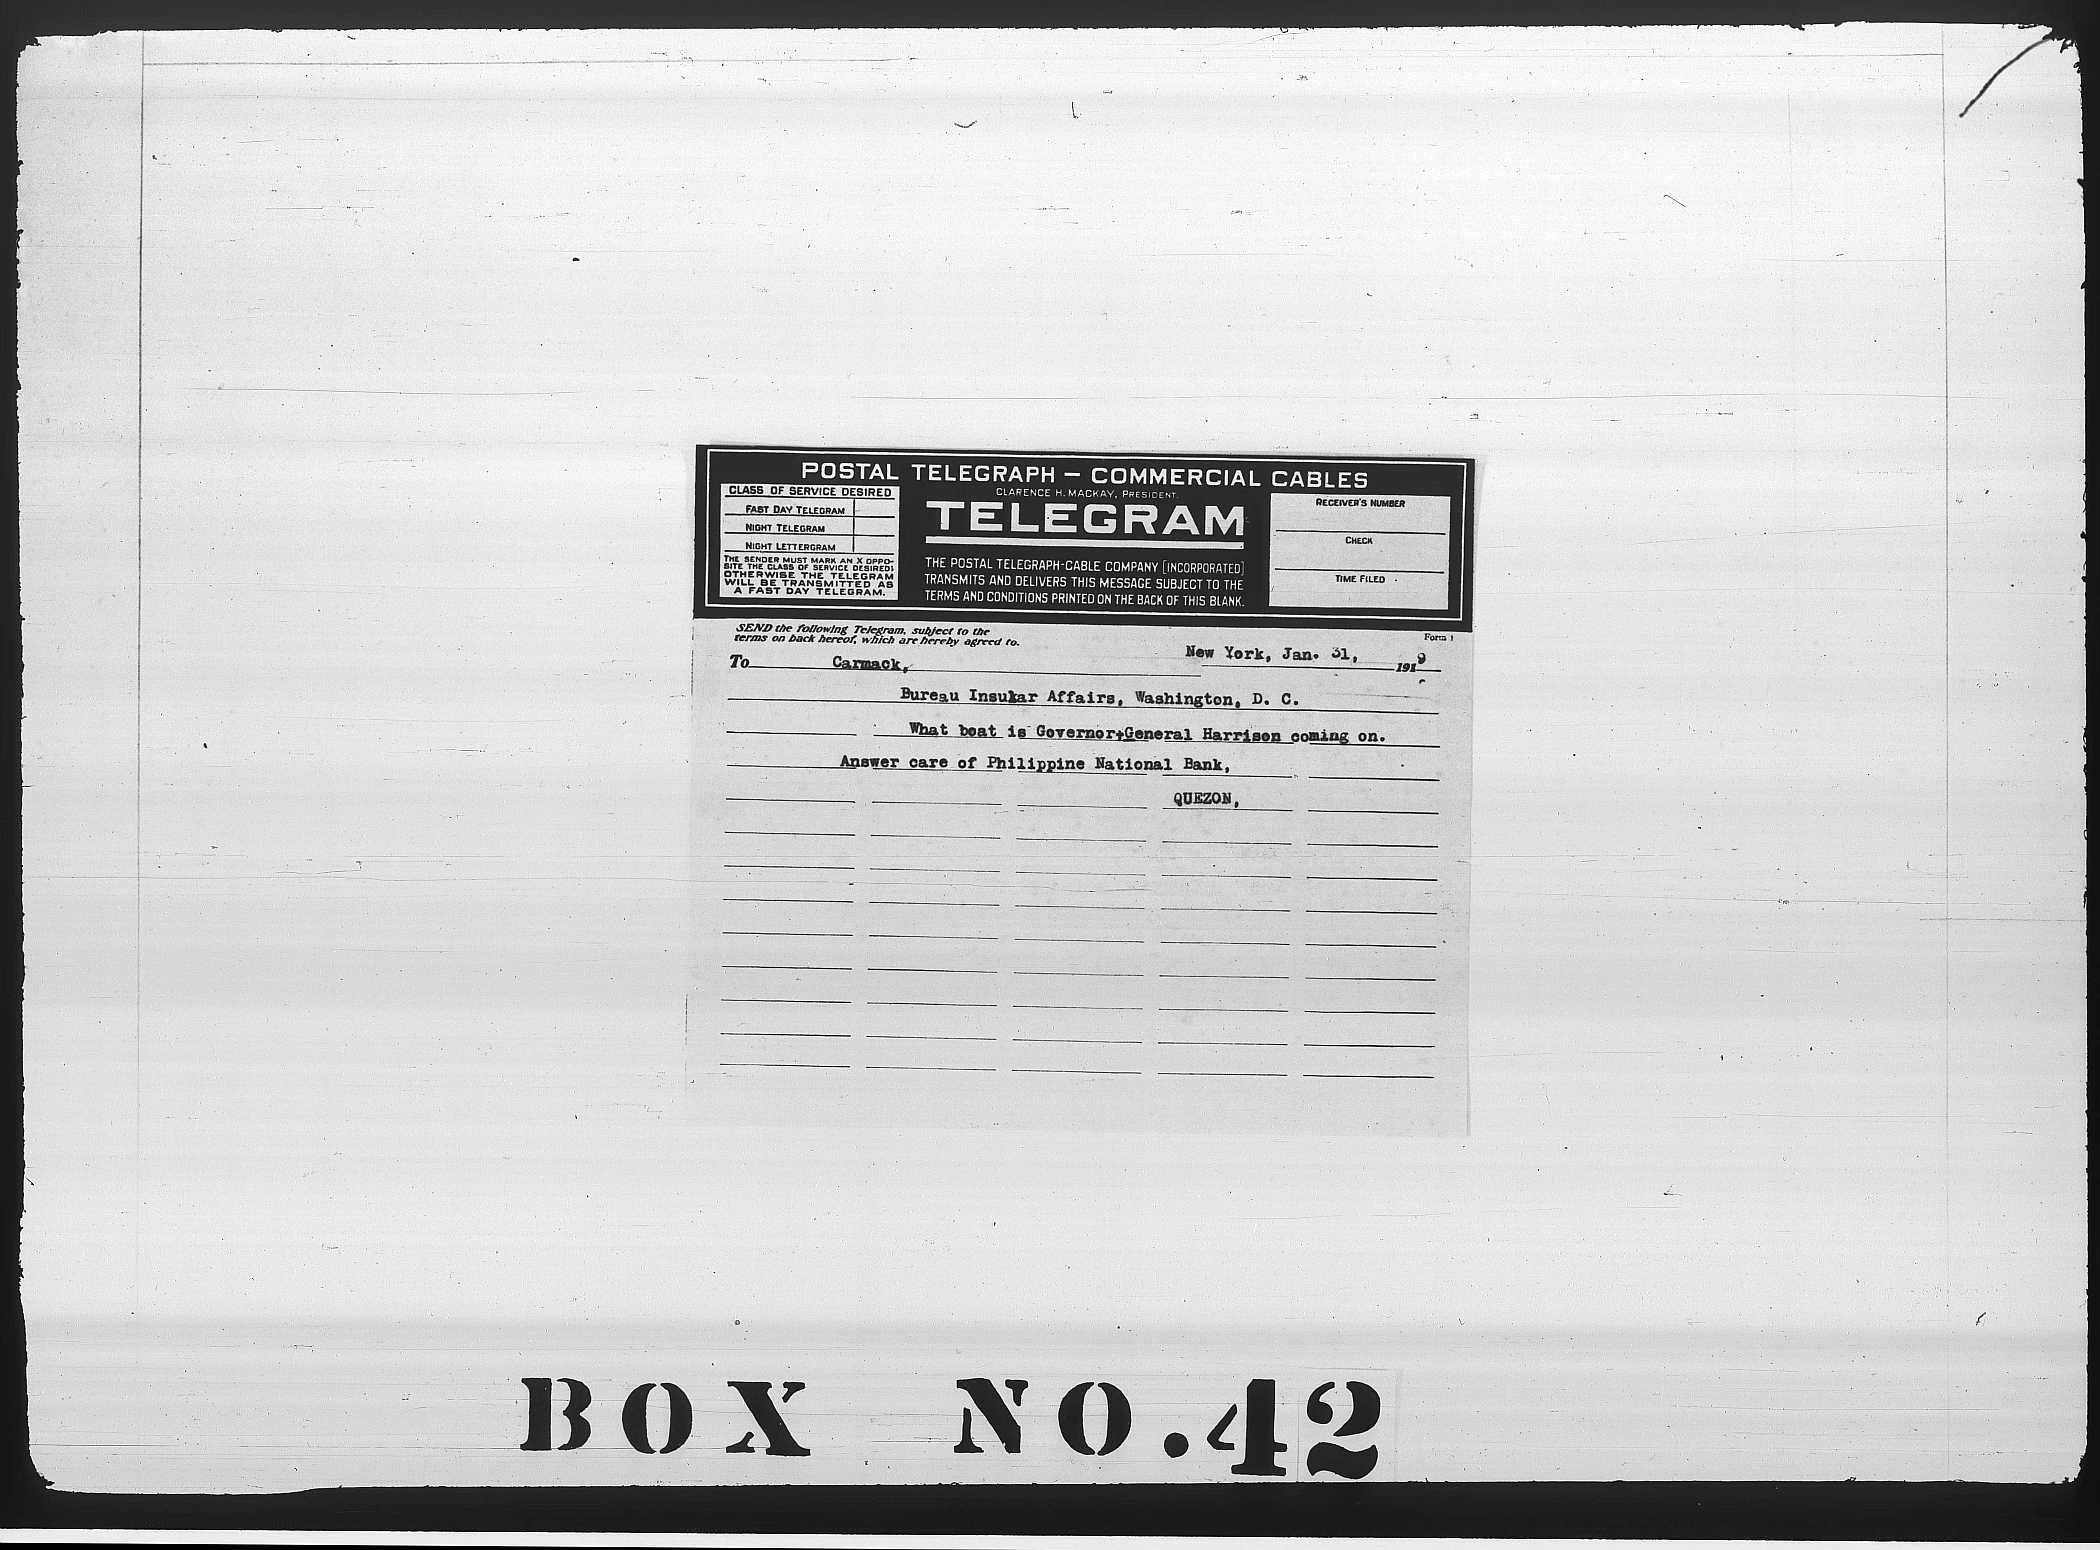 POSTAL TELEGRAPH — COMMERCIAL CABLES
CLARENCE H. MACKAY, PRESIDENT.
TELEGRAM
CLASS OF SERVICE DESIRED
FAST DAY TELEGRAM
NIGHT TELEGRAM
NIGHT LETTERGRAM
THE SENDER MUST MARK AN X OPPO-
SITE THE CLASS OF SERVICE DESIRED;
OTHERWISE THE TELEGRAM
WILL BE TRANSMITTED AS
A FAST DAY TELEGRAM.
THE POSTAL TELEGRAPH-CABLE COMPANY [INCORPORATED]
TRANSMITS AND DELIVERS THIS MESSAGE SUBJECT TO THE
TERMS AND CONDITIONS PRINTED ON THE BACK OF THIS BLANK.
RECEIVER'S NUMBER
CHECK
TIME FILED
SEND the following Telegram, subject to the
terms on back hereof, which are hereby agreed to.
Form 1
New York, Jan. 31, 1919
To Carmack,
Bureau Insular Affairs, Washington, D. C.
What boat is Governor-General Harrison coming on.
Answer care of Philippine National Bank,
QUEZON,
BOX NO.42